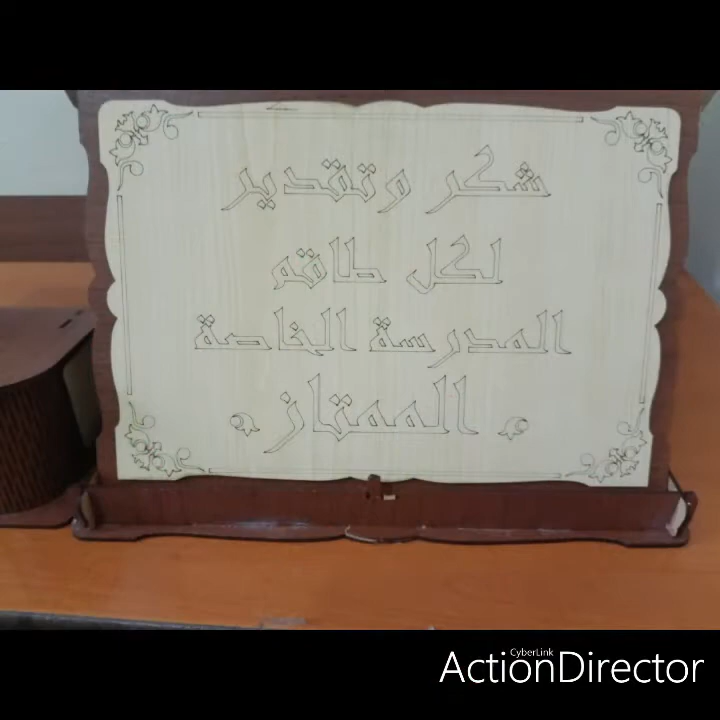 شكر وتقدير
لكل طاقم
المدرسة الخاصة
الممتاز
CyberLink
ActionDirector